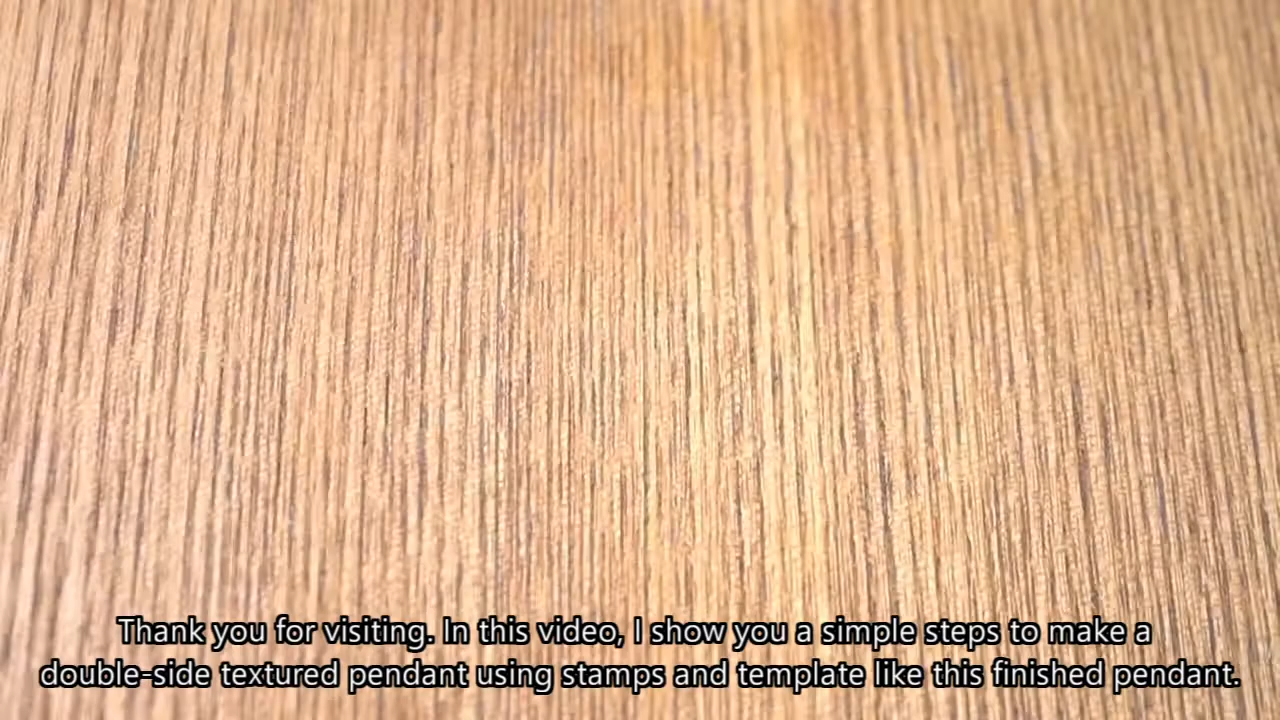 Thank you for visiting. In this video, I show you a simple steps to make a
double-side textured pendant using stamps and template like this finished pendant.